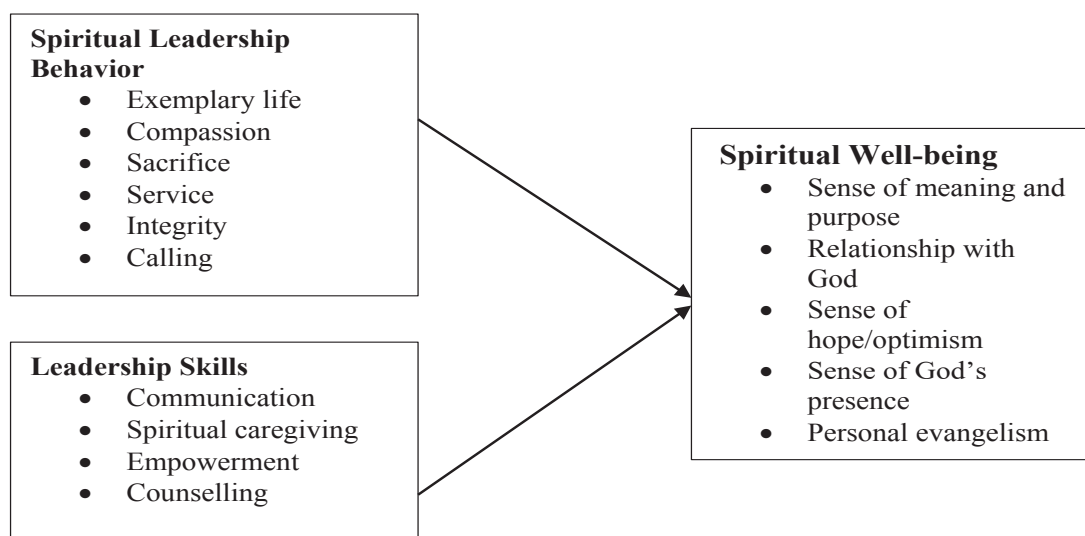 Spiritual Leadership
Behavior
• Exemplary life
• Compassion
• Sacrifice
• Service
• Integrity
• Calling
Leadership Skills
• Communication
• Spiritual caregiving
• Empowerment
• Counselling
Spiritual Well-being
• Sense of meaning and
purpose
• Relationship with
God
• Sense of
hope/optimism
• Sense of God’s
presence
• Personal evangelism